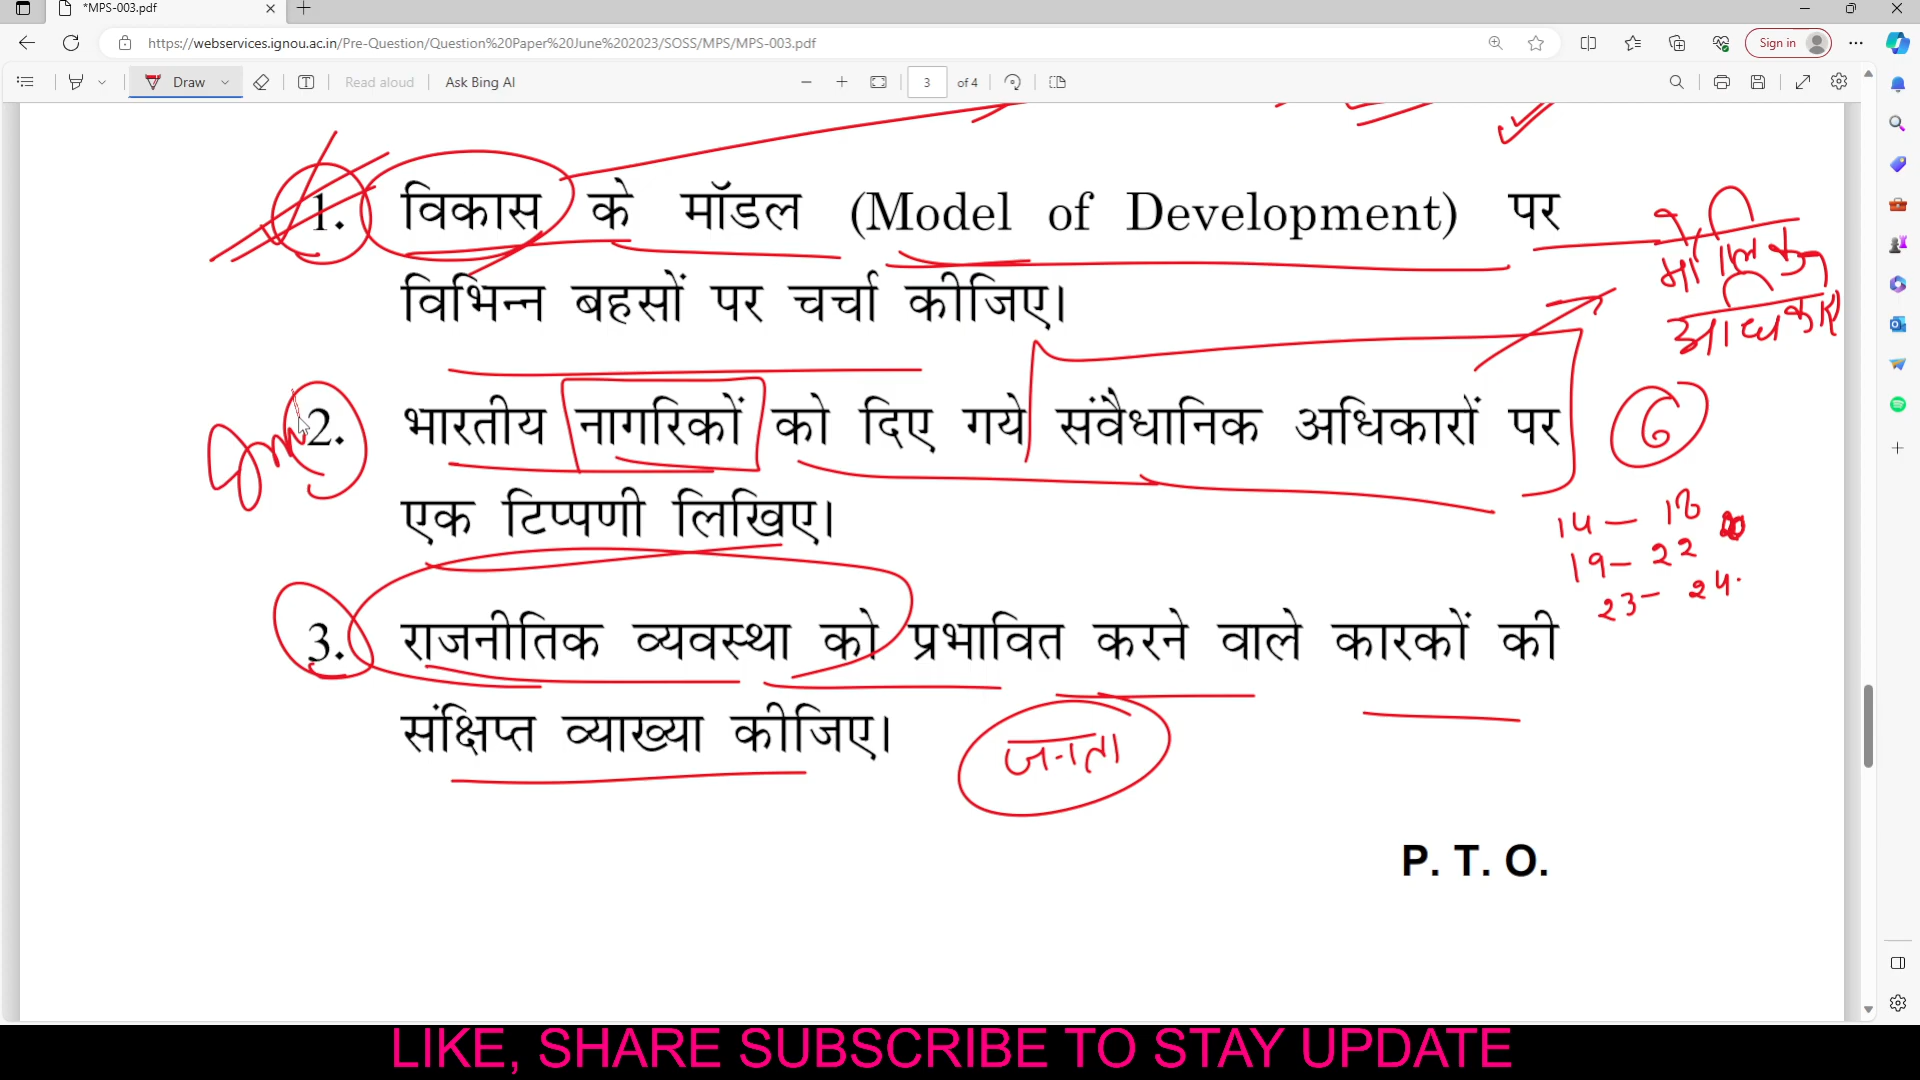 *MPS-003.pdf
https://webservices.ignou.ac.in/Pre-Question/Question%20Paper%20June%202023/SOSS/MPS/MPS-003.pdf
Sign in
Draw
Read aloud
Ask Bing AI
3 of 4
1. विकास के मॉडल (Model of Development) पर
विभिन्न बहसों पर चर्चा कीजिए।
मौलिक
अधिकार
2. भारतीय नागरिकों को दिए गये संवैधानिक अधिकारों पर
एक टिप्पणी लिखिए।
6
14 - 18
19 - 22
23 - 24
3. राजनीतिक व्यवस्था को प्रभावित करने वाले कारकों की
संक्षिप्त व्याख्या कीजिए।
जनता
P. T. O.
LIKE, SHARE SUBSCRIBE TO STAY UPDATE